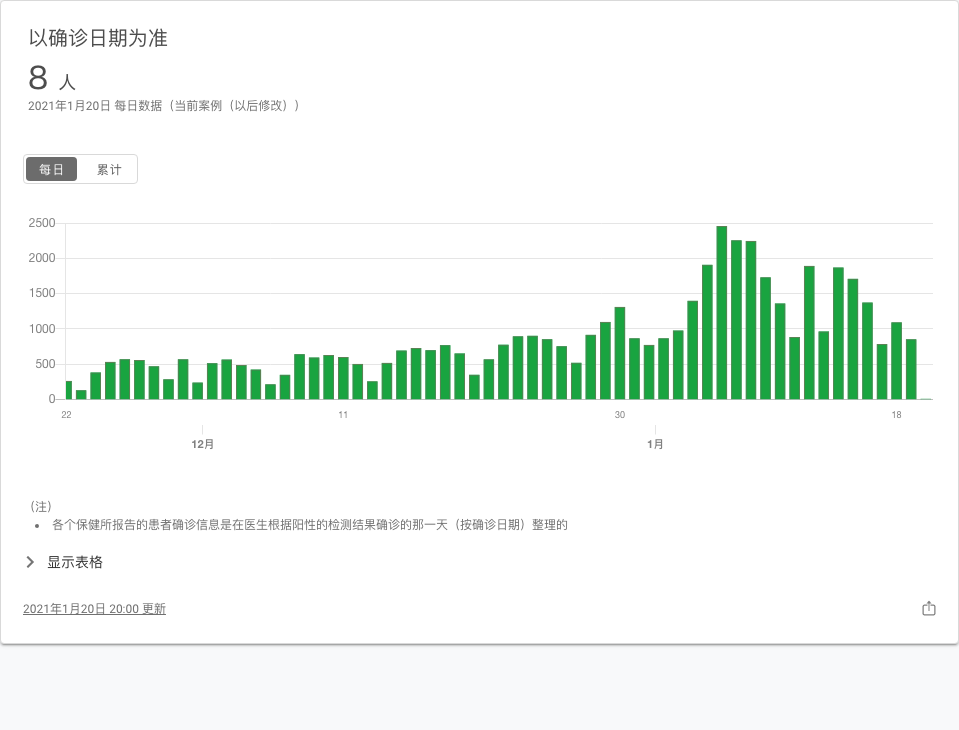 以确诊日期为准
8 人
2021年1月20日 每日数据（当前案例（以后修改））
每日 累计
2500
2000
1500
1000
500
0
22 11 30 18
12月 1月
（注）
• 各个保健所报告的患者确诊信息是在医生根据阳性的检测结果确诊的那一天（按确诊日期）整理的
显示表格
2021年1月20日 20:00 更新